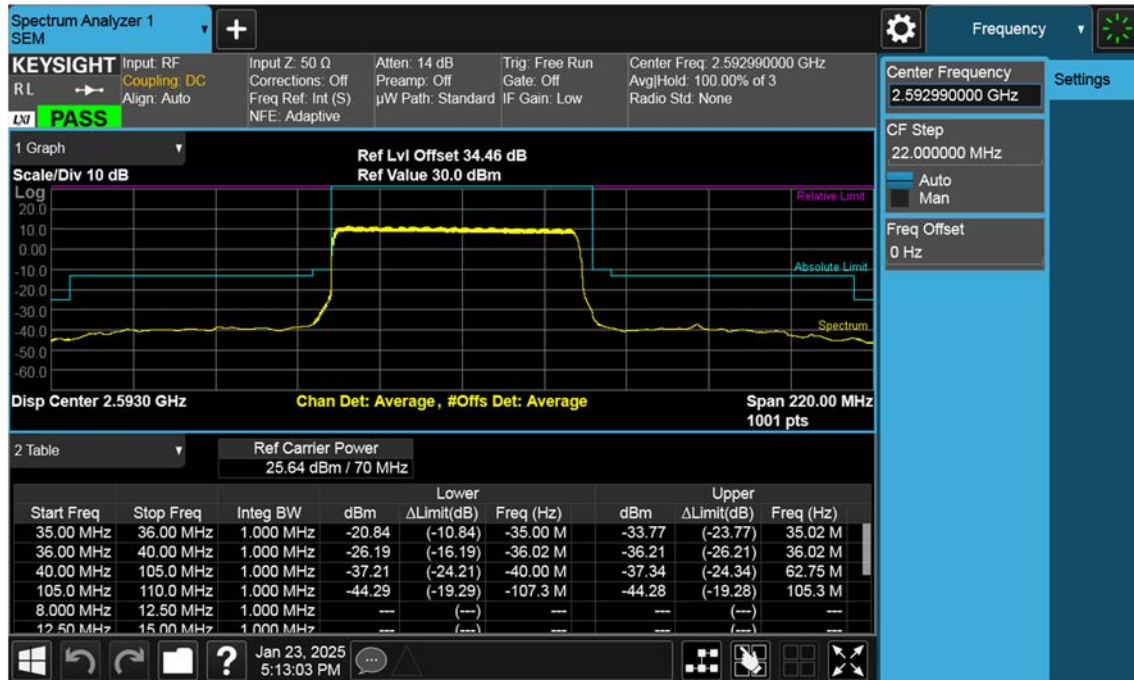 Spectrum Analyzer 1
SEM
Frequency
KEYSIGHT
RL
LXI
PASS
Input: RF
Coupling: DC
Align: Auto
Input Z: 50 Ω
Corrections: Off
Freq Ref: Int (S)
NFE: Adaptive
Atten: 14 dB
Preamp: Off
µW Path: Standard
Trig: Free Run
Gate: Off
IF Gain: Low
Center Freq: 2.592990000 GHz
Avg|Hold: 100.00% of 3
Radio Std: None
Center Frequency
2.592990000 GHz
Settings
CF Step
22.000000 MHz
Auto
Man
Freq Offset
0 Hz
1 Graph
Scale/Div 10 dB
Ref Lvl Offset 34.46 dB
Ref Value 30.0 dBm
Log
20.0
10.0
0.00
-10.0
-20.0
-30.0
-40.0
-50.0
-60.0
Relative Limit
Absolute Limit
Spectrum
Disp Center 2.5930 GHz
Chan Det: Average, #Offs Det: Average
Span 220.00 MHz
1001 pts
2 Table
Ref Carrier Power
25.64 dBm / 70 MHz
Lower Upper
Start Freq Stop Freq Integ BW dBm ΔLimit(dB) Freq (Hz) dBm ΔLimit(dB) Freq (Hz)
35.00 MHz 36.00 MHz 1.000 MHz -20.84 (-10.84) -35.00 M -33.77 (-23.77) 35.02 M
36.00 MHz 40.00 MHz 1.000 MHz -26.19 (-16.19) -36.02 M -36.21 (-26.21) 36.02 M
40.00 MHz 105.0 MHz 1.000 MHz -37.21 (-24.21) -40.00 M -37.34 (-24.34) 62.75 M
105.0 MHz 110.0 MHz 1.000 MHz -44.29 (-19.29) -107.3 M -44.28 (-19.28) 105.3 M
8.000 MHz 12.50 MHz 1.000 MHz --- (---) --- --- (---) ---
12.50 MHz 15.00 MHz 1.000 MHz --- (---) --- --- (---) ---
Jan 23, 2025
5:13:03 PM